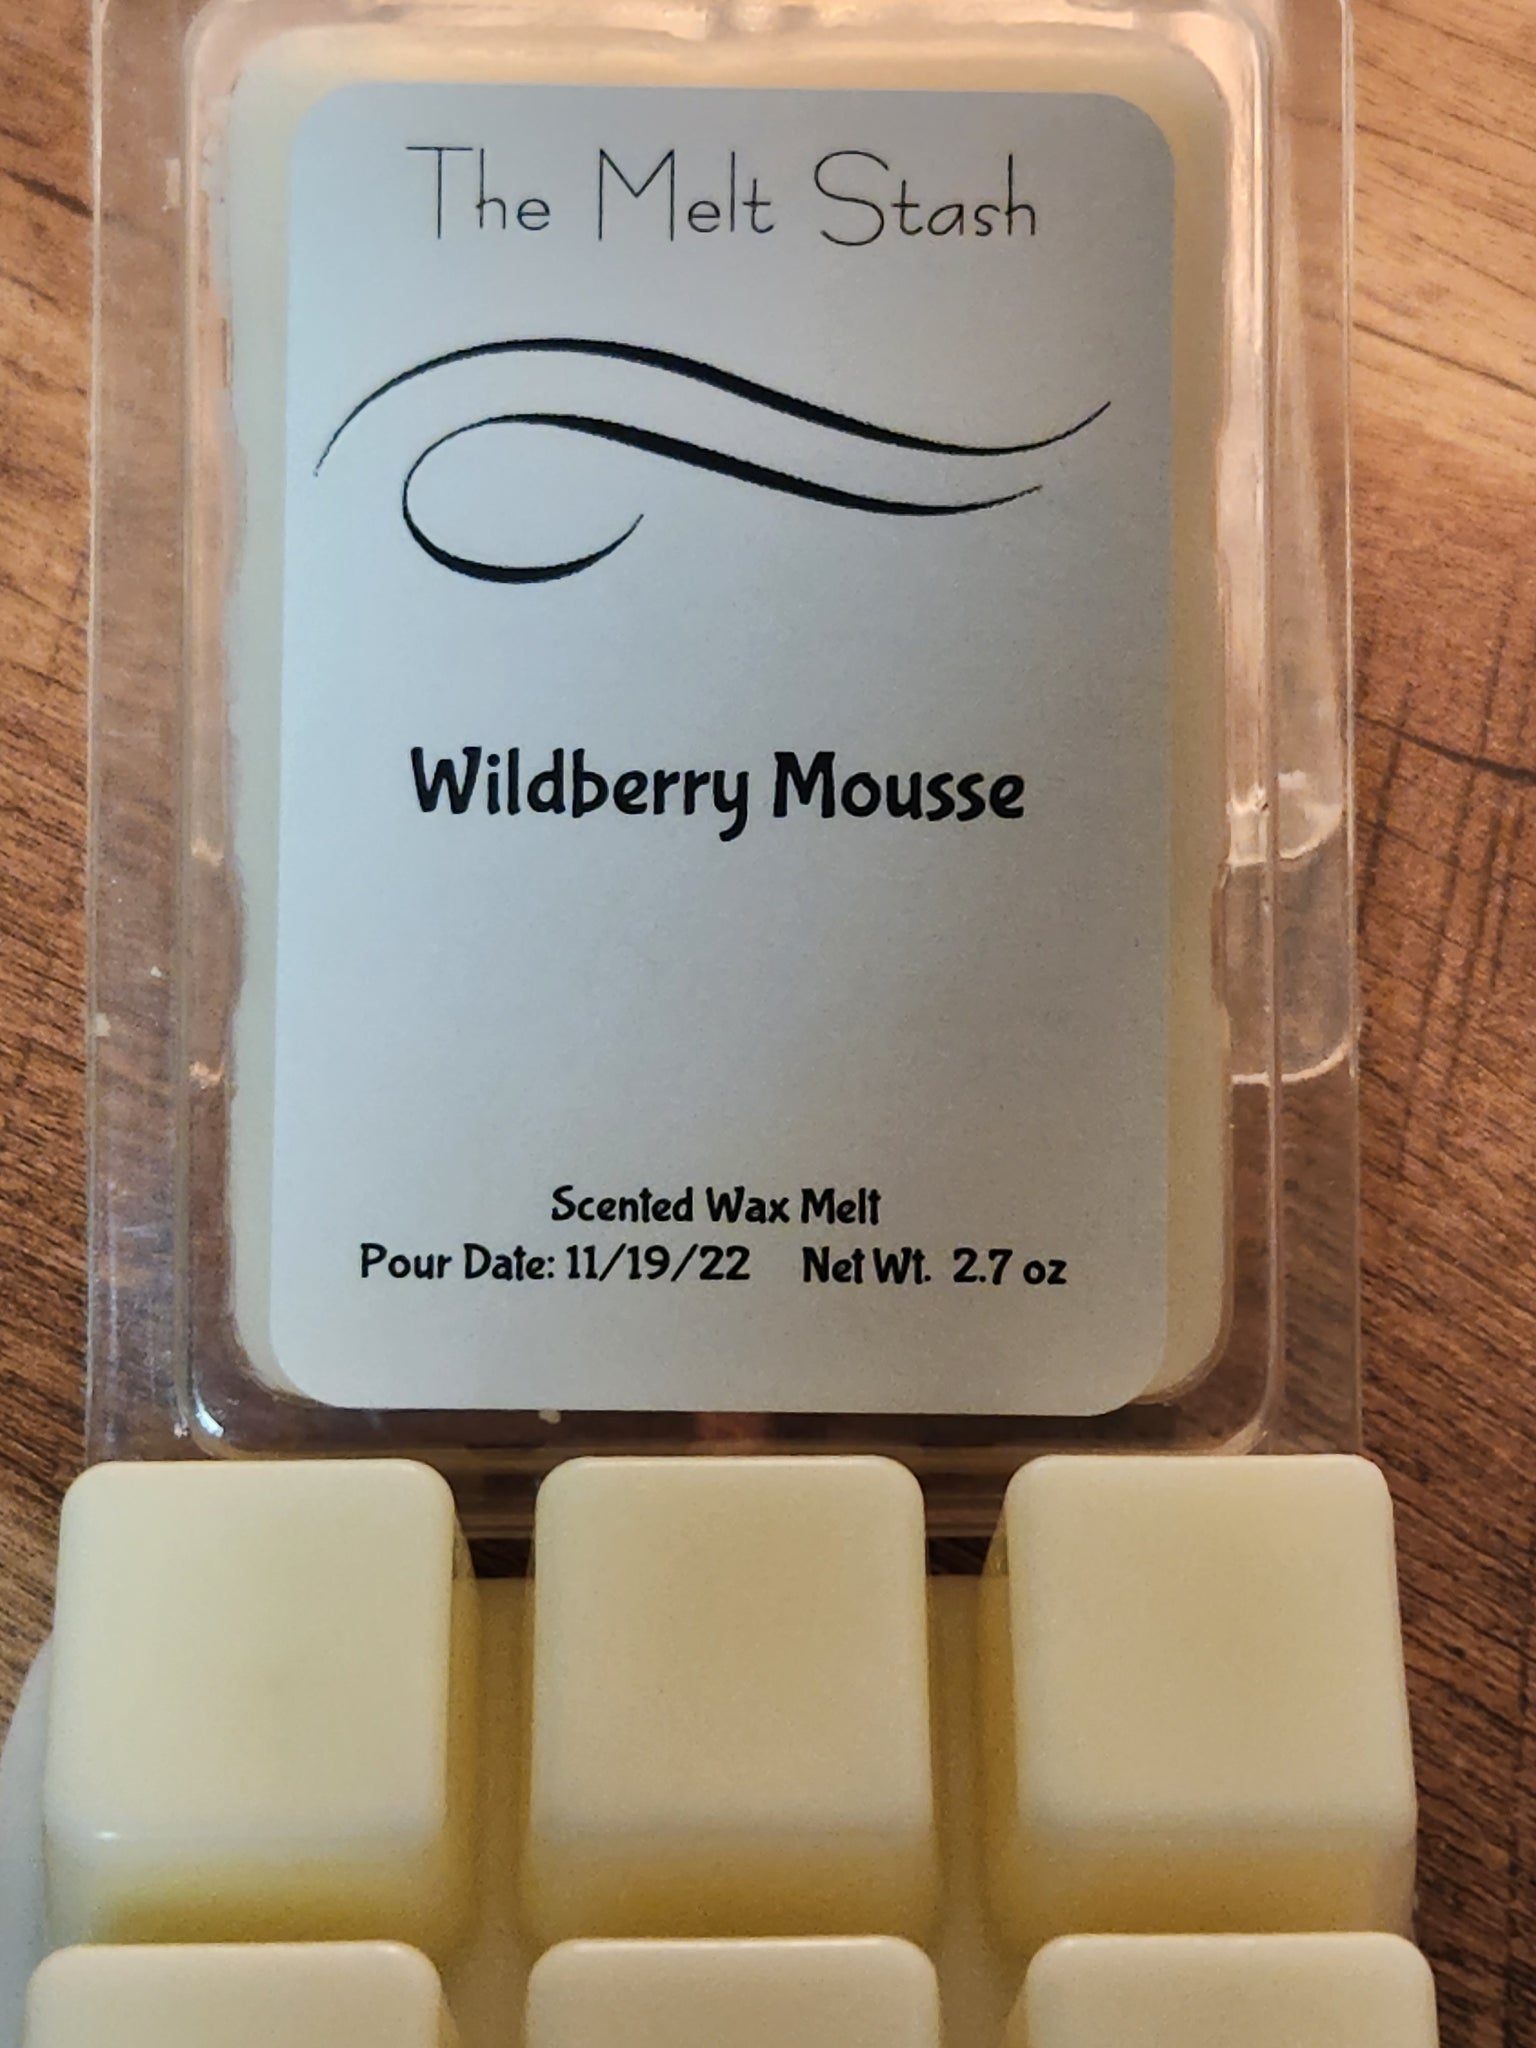 The Melt Stash
Wildberry Mousse
Scented Wax Melt
Pour Date: 11/19/22 Net Wt. 2.7 oz